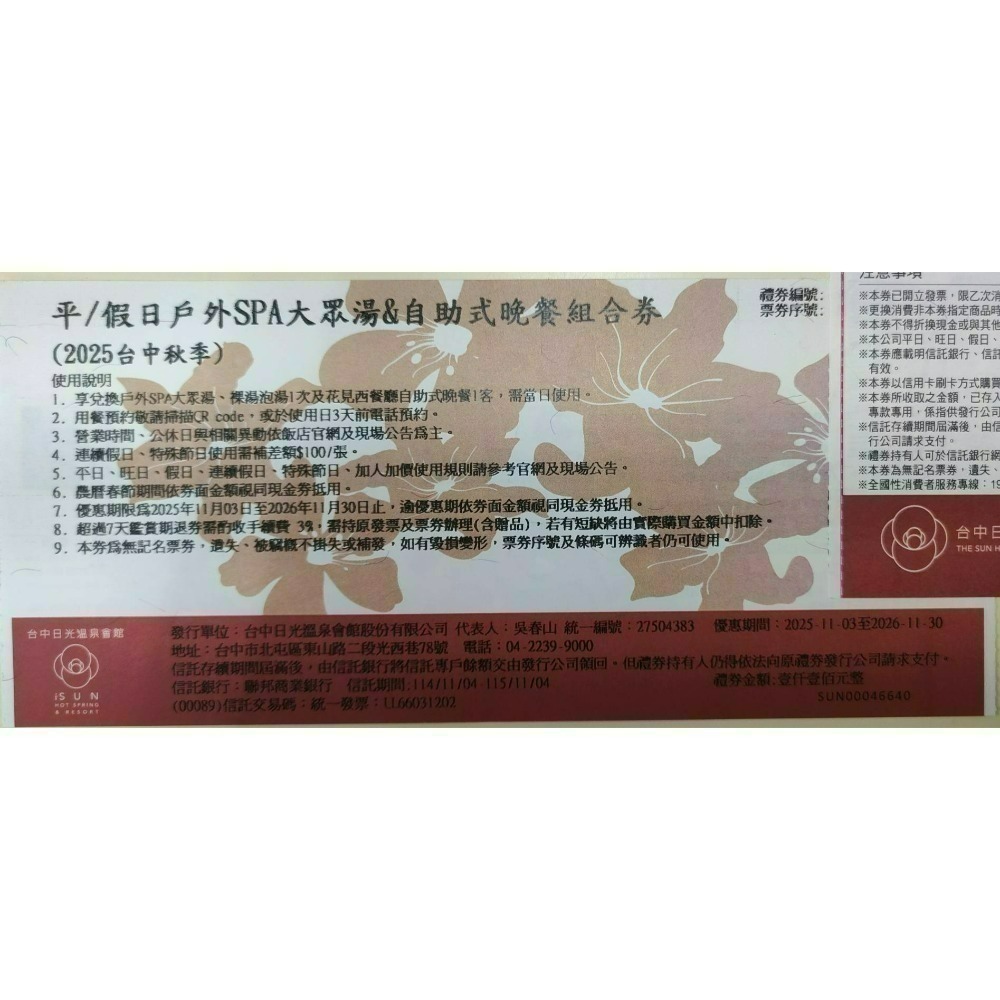 平/假日戶外SPA大眾湯&自助式晚餐組合券
禮券編號:
票券序號:
(2025台中秋季)
使用說明
1. 享兌換戶外SPA大眾湯、裸湯泡湯1次及花見西餐廳自助式晚餐1客，需當日使用。
2. 用餐預約敬請掃描QR code，或於使用日3天前電話預約。
3. 營業時間、公休日與相關異動依飯店官網及現場公告為主。
4. 連續假日、特殊節日使用需補差額$100/張。
5. 平日、旺日、假日、連續假日、特殊節日、加人加價使用規則請參考官網及現場公告。
6. 農曆春節期間依券面金額視同現金券抵用。
7. 優惠期限為2025年11月03日至2026年11月30日止，逾優惠期依券面金額視同現金券抵用。
8. 超過7天鑑賞期退券需酌收手續費 3%，需持原發票及票券辦理(含贈品)，若有短缺將由實際購買金額中扣除。
9. 本券為無記名票券，遺失、被竊概不掛失或補發，如有毀損變形，票券序號及條碼可辨識者仍可使用。
台中日光溫泉會館
iSUN
HOT SPRING
& RESORT
發行單位：台中日光溫泉會館股份有限公司 代表人：吳春山 統一編號：27504383 優惠期間：2025-11-03至2026-11-30
地址：台中市北屯區東山路二段光西巷78號 電話：04-2239-9000
信託存續期間屆滿後，由信託銀行將信託專戶餘額交由發行公司領回。但禮券持有人仍得依法向原禮券發行公司請求支付。
信託銀行：聯邦商業銀行 信託期間:114/11/04-115/11/04 禮券金額:壹仟壹佰元整
(00089)信託交易碼：統一發票：LL66031202 SUN00046640
注意事項
※本券已開立發票，限乙次消
※更換消費非本券指定商品時
※本券不得折換現金或與其他
※本公司平日、旺日、假日、
※本券應載明信託銀行、信託
有效。
※本券以信用卡刷卡方式購買
※本券所收取之金額，已存入
專款專用，係指供發行公司
※信託存續期間屆滿後，由信
行公司請求支付。
※禮券持有人可於信託銀行網
※本券為無記名票券，遺失、
※全國性消費者服務專線：19
台中日
THE SUN H